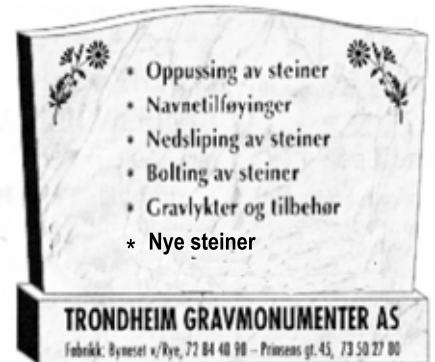 * Oppussing av steiner
* Navnetilføyinger
* Nedsliping av steiner
* Bolting av steiner
* Gravlykter og tilbehør
* Nye steiner
TRONDHEIM GRAVMONUMENTER AS
Fabrikk: Byneset v/Rye, 72 84 40 90 – Prinsens gt. 45, 73 50 27 00